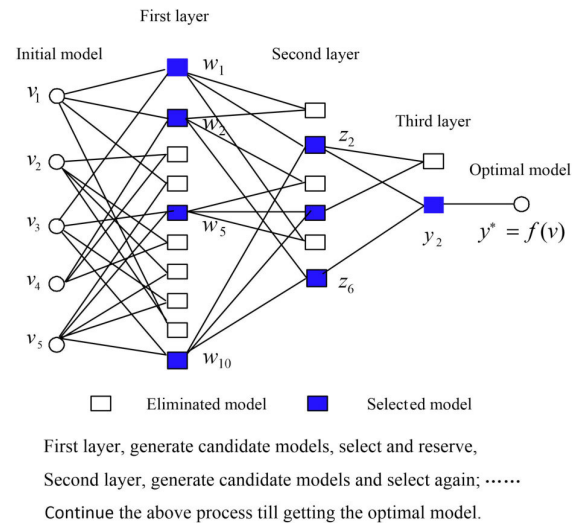 First layer
Initial model
Second layer
Third layer
Optimal model
v1
v2
v3
v4
v5
w1
w2
w5
w10
z2
z6
y2
y* = f(v)
Eliminated model
Selected model
First layer, generate candidate models, select and reserve,
Second layer, generate candidate models and select again; ······
Continue the above process till getting the optimal model.